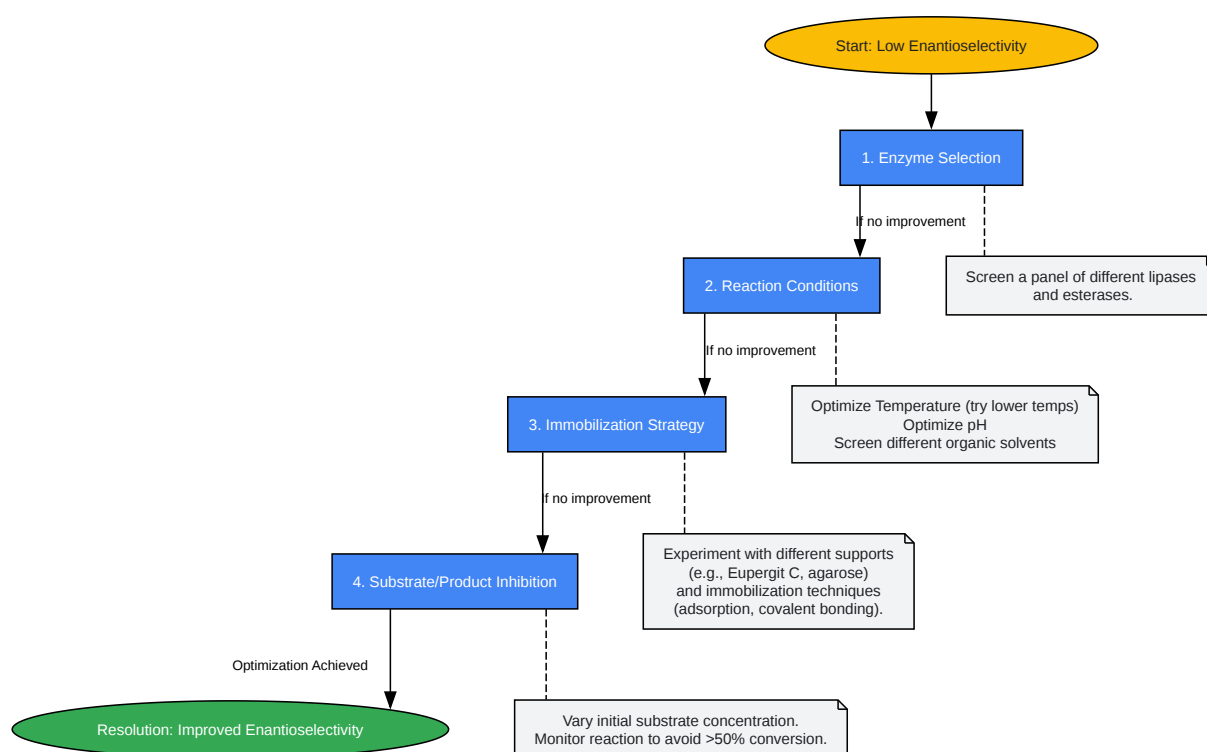 Start: Low Enantioselectivity
1. Enzyme Selection
If no improvement
Screen a panel of different lipases
and esterases.
2. Reaction Conditions
If no improvement
Optimize Temperature (try lower temps)
Optimize pH
Screen different organic solvents
3. Immobilization Strategy
If no improvement
Experiment with different supports
(e.g., Eupergit C, agarose)
and immobilization techniques
(adsorption, covalent bonding).
4. Substrate/Product Inhibition
Optimization Achieved
Vary initial substrate concentration.
Monitor reaction to avoid >50% conversion.
Resolution: Improved Enantioselectivity